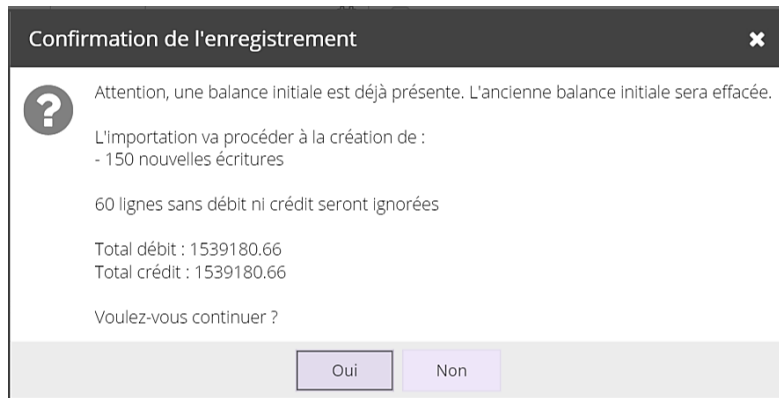 Confirmation de l'enregistrement
Attention, une balance initiale est déjà présente. L'ancienne balance initiale sera effacée.
L'importation va procéder à la création de :
- 150 nouvelles écritures
60 lignes sans débit ni crédit seront ignorées
Total débit : 1539180.66
Total crédit : 1539180.66
Voulez-vous continuer ?
Oui
Non